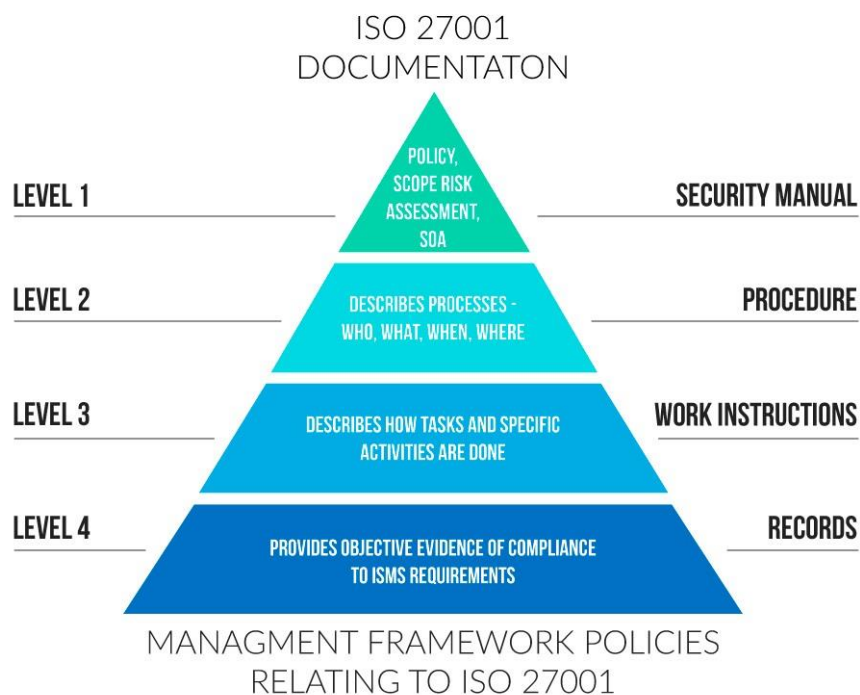 ISO 27001
DOCUMENTATON
POLICY,
SCOPE RISK
ASSESSMENT,
SOA
LEVEL 1
SECURITY MANUAL
LEVEL 2
DESCRIBES PROCESSES -
WHO, WHAT, WHEN, WHERE
PROCEDURE
LEVEL 3
DESCRIBES HOW TASKS AND SPECIFIC
ACTIVITIES ARE DONE
WORK INSTRUCTIONS
LEVEL 4
PROVIDES OBJECTIVE EVIDENCE OF COMPLIANCE
TO ISMS REQUIREMENTS
RECORDS
MANAGMENT FRAMEWORK POLICIES
RELATING TO ISO 27001